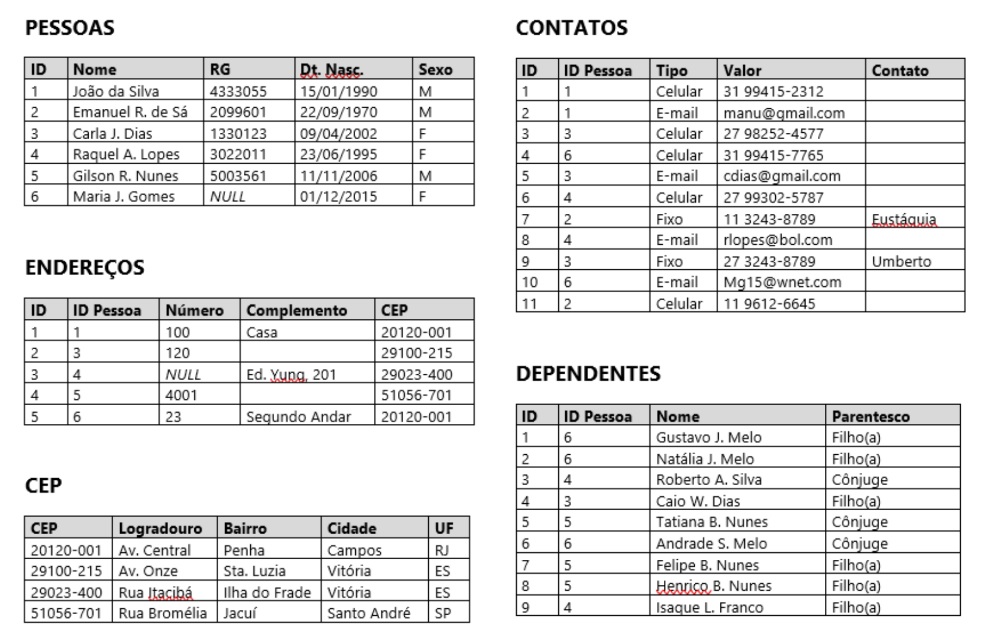 PESSOAS
ID Nome RG Dt. Nasc. Sexo
1 João da Silva 4333055 15/01/1990 M
2 Emanuel R. de Sá 2099601 22/09/1970 M
3 Carla J. Dias 1330123 09/04/2002 F
4 Raquel A. Lopes 3022011 23/06/1995 F
5 Gilson R. Nunes 5003561 11/11/2006 M
6 Maria J. Gomes NULL 01/12/2015 F
ENDEREÇOS
ID ID Pessoa Número Complemento CEP
1 1 100 Casa 20120-001
2 3 120 29100-215
3 4 NULL Ed. Yung, 201 29023-400
4 5 4001 51056-701
5 6 23 Segundo Andar 20120-001
CEP
CEP Logradouro Bairro Cidade UF
20120-001 Av. Central Penha Campos RJ
29100-215 Av. Onze Sta. Luzia Vitória ES
29023-400 Rua Itacibá Ilha do Frade Vitória ES
51056-701 Rua Bromélia Jacuí Santo André SP
CONTATOS
ID ID Pessoa Tipo Valor Contato
1 1 Celular 31 99415-2312
2 1 E-mail manu@gmail.com
3 3 Celular 27 98252-4577
4 6 Celular 31 99415-7765
5 3 E-mail cdias@gmail.com
6 4 Celular 27 99302-5787
7 2 Fixo 11 3243-8789 Eustáquia
8 4 E-mail rlopes@bol.com
9 3 Fixo 27 3243-8789 Umberto
10 6 E-mail Mg15@wnet.com
11 2 Celular 11 9612-6645
DEPENDENTES
ID ID Pessoa Nome Parentesco
1 6 Gustavo J. Melo Filho(a)
2 6 Natália J. Melo Filho(a)
3 4 Roberto A. Silva Cônjuge
4 3 Caio W. Dias Filho(a)
5 5 Tatiana B. Nunes Cônjuge
6 6 Andrade S. Melo Cônjuge
7 5 Felipe B. Nunes Filho(a)
8 5 Henrico B. Nunes Filho(a)
9 4 Isaque L. Franco Filho(a)